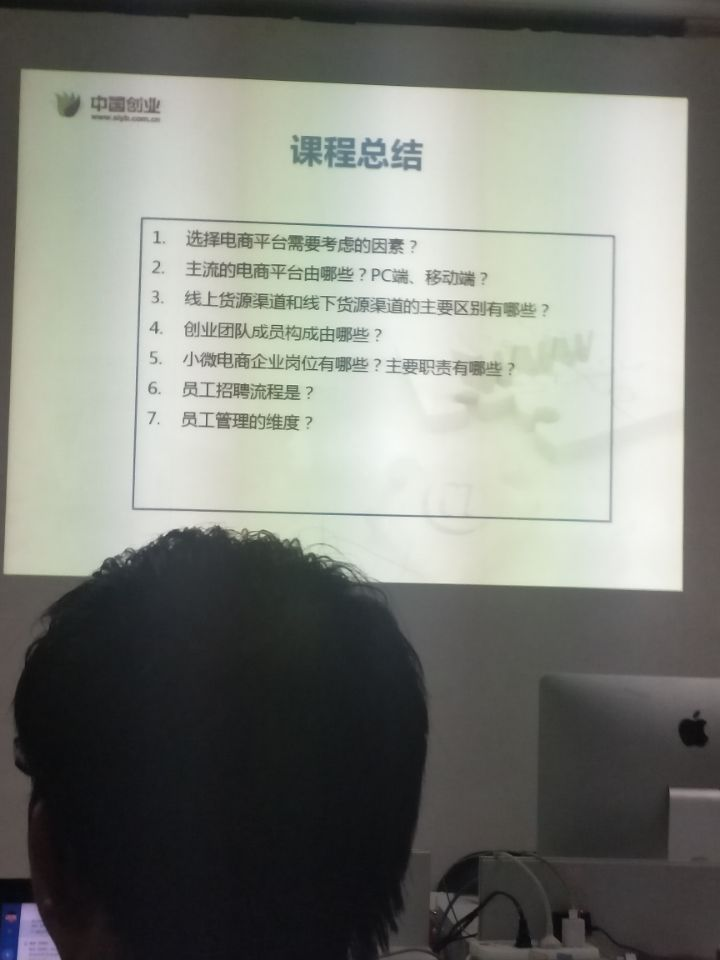 中国创业
www.siyb.com.cn
课程总结
1. 选择电商平台需要考虑的因素？
2. 主流的电商平台由哪些？PC端、移动端？
3. 线上货源渠道和线下货源渠道的主要区别有哪些？
4. 创业团队成员构成由哪些？
5. 小微电商企业岗位有哪些？主要职责有哪些？
6. 员工招聘流程是？
7. 员工管理的维度？